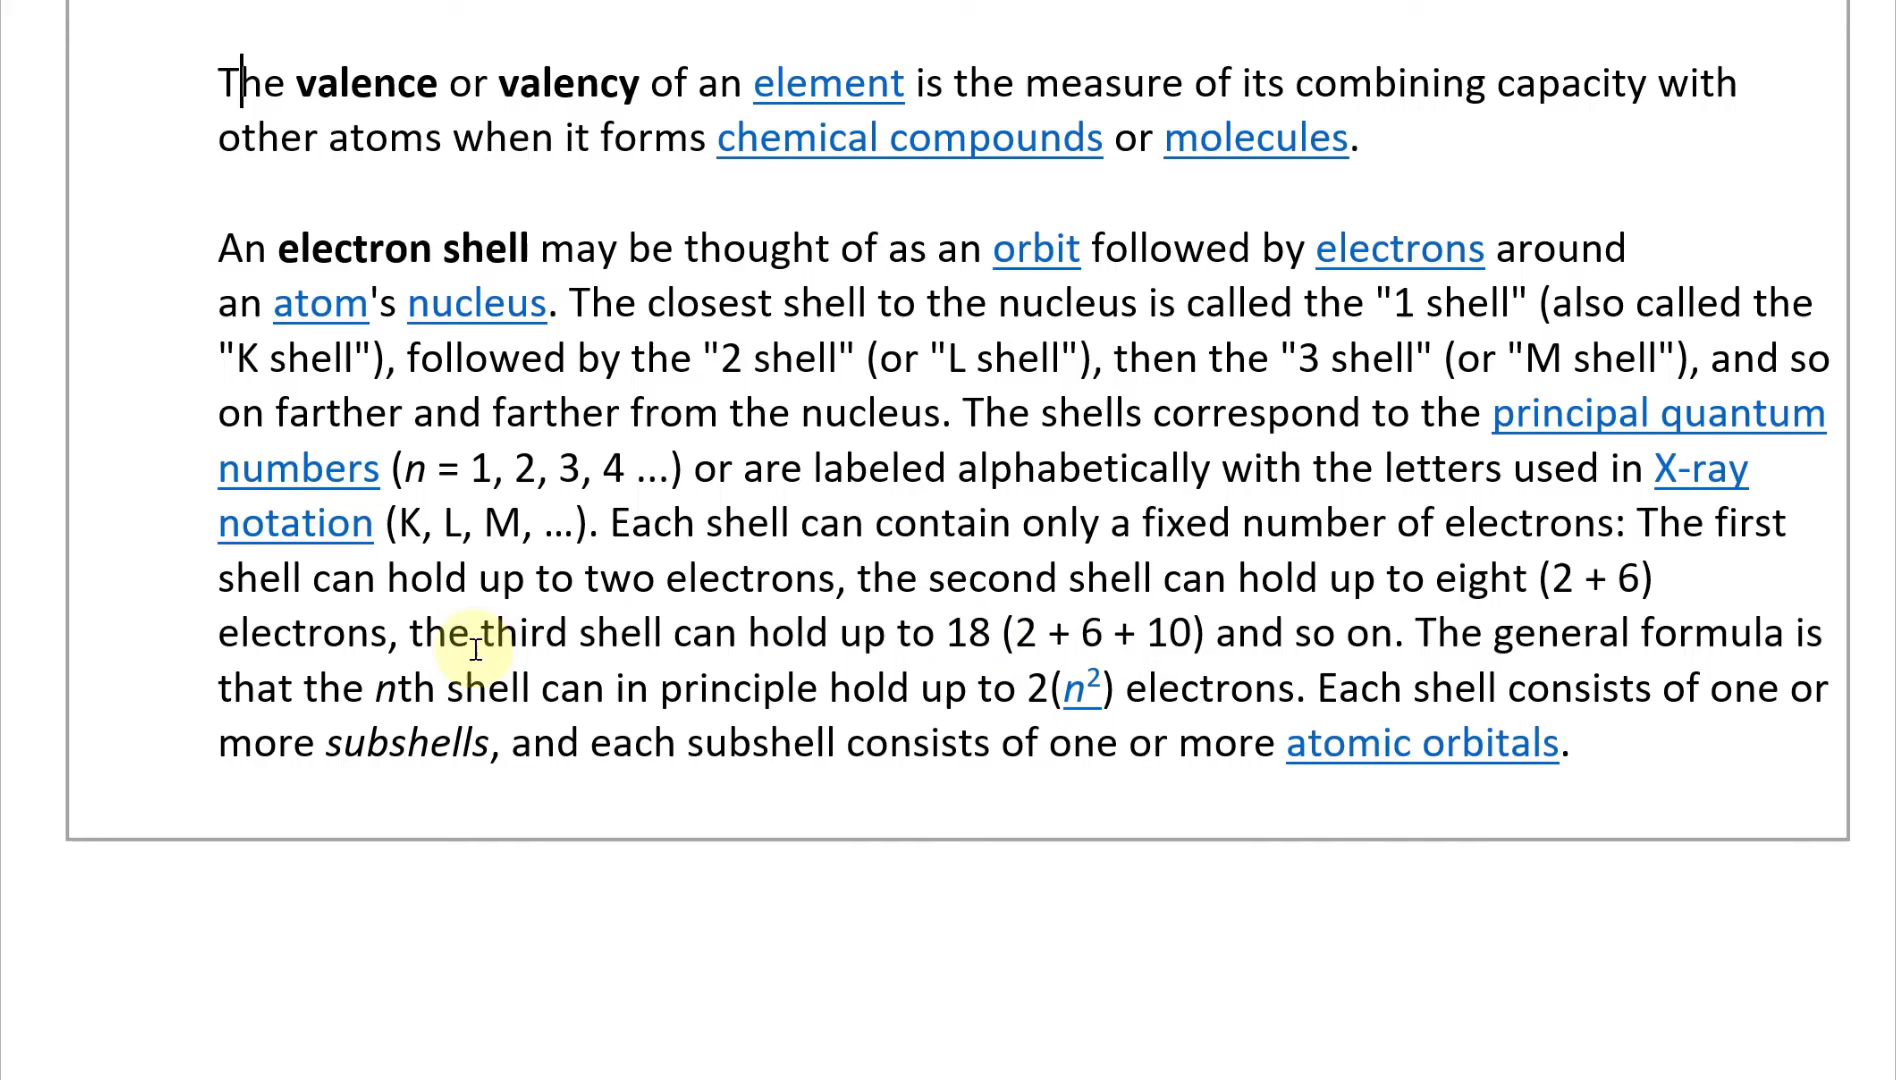 The valence or valency of an element is the measure of its combining capacity with
other atoms when it forms chemical compounds or molecules.
An electron shell may be thought of as an orbit followed by electrons around
an atom's nucleus. The closest shell to the nucleus is called the "1 shell" (also called the
"K shell"), followed by the "2 shell" (or "L shell"), then the "3 shell" (or "M shell"), and so
on farther and farther from the nucleus. The shells correspond to the principal quantum
numbers (n = 1, 2, 3, 4 ...) or are labeled alphabetically with the letters used in X-ray
notation (K, L, M, …). Each shell can contain only a fixed number of electrons: The first
shell can hold up to two electrons, the second shell can hold up to eight (2 + 6)
electrons, the third shell can hold up to 18 (2 + 6 + 10) and so on. The general formula is
that the nth shell can in principle hold up to 2(n²) electrons. Each shell consists of one or
more subshells, and each subshell consists of one or more atomic orbitals.